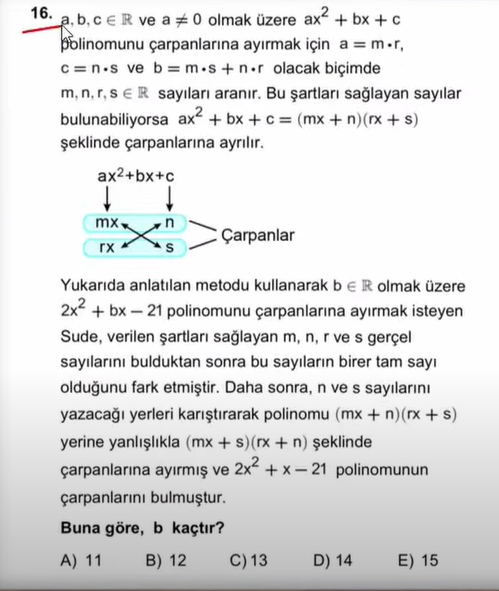 16. a, b, c ∈ ℝ ve a ≠ 0 olmak üzere ax² + bx + c
polinomunu çarpanlarına ayırmak için a = m·r,
c = n·s ve b = m·s + n·r olacak biçimde
m, n, r, s ∈ ℝ sayıları aranır. Bu şartları sağlayan sayılar
bulunabiliyorsa ax² + bx + c = (mx + n)(rx + s)
şeklinde çarpanlarına ayrılır.
ax²+bx+c
mx n
rx s
Çarpanlar
Yukarıda anlatılan metodu kullanarak b ∈ ℝ olmak üzere
2x² + bx – 21 polinomunu çarpanlarına ayırmak isteyen
Sude, verilen şartları sağlayan m, n, r ve s gerçel
sayılarını bulduktan sonra bu sayıların birer tam sayı
olduğunu fark etmiştir. Daha sonra, n ve s sayılarını
yazacağı yerleri karıştırarak polinomu (mx + n)(rx + s)
yerine yanlışlıkla (mx + s)(rx + n) şeklinde
çarpanlarına ayırmış ve 2x² + x – 21 polinomunun
çarpanlarını bulmuştur.
Buna göre, b kaçtır?
A) 11 B) 12 C) 13 D) 14 E) 15